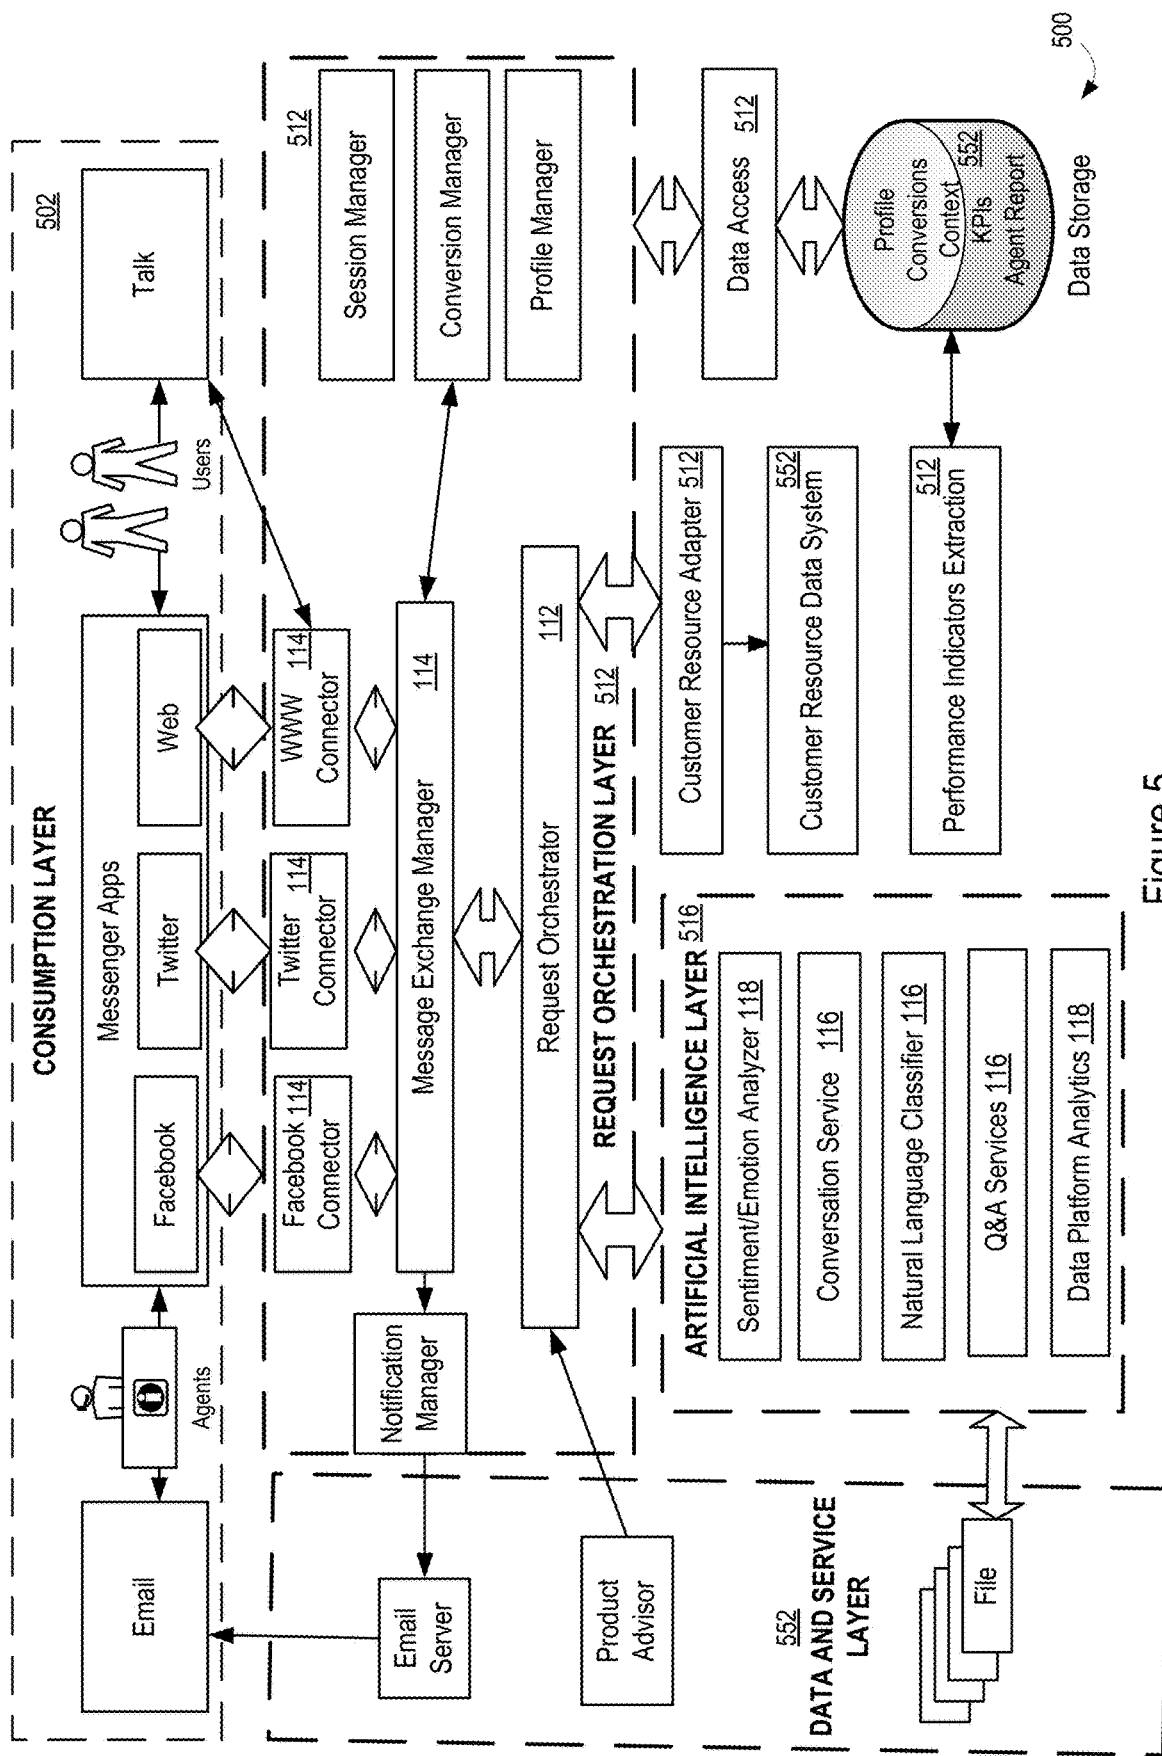 CONSUMPTION LAYER
502
Email
Agents
Messenger Apps
Facebook
Twitter
Web
Users
Talk
512
Facebook 114
Connector
Twitter 114
Connector
WWW 114
Connector
Session Manager
Conversion Manager
Profile Manager
Notification
Manager
Message Exchange Manager 114
Request Orchestrator 112
REQUEST ORCHESTRATION LAYER 512
Email
Server
Product
Advisor
552
DATA AND SERVICE
LAYER
File
ARTIFICIAL INTELLIGENCE LAYER 516
Sentiment/Emotion Analyzer 118
Conversation Service 116
Natural Language Classifier 116
Q&A Services 116
Data Platform Analytics 118
Customer Resource Adapter 512
552
Customer Resource Data System
512
Performance Indicators Extraction
Data Access 512
Profile
Conversions
Context 552
KPIs
Agent Report
Data Storage
500
Figure 5